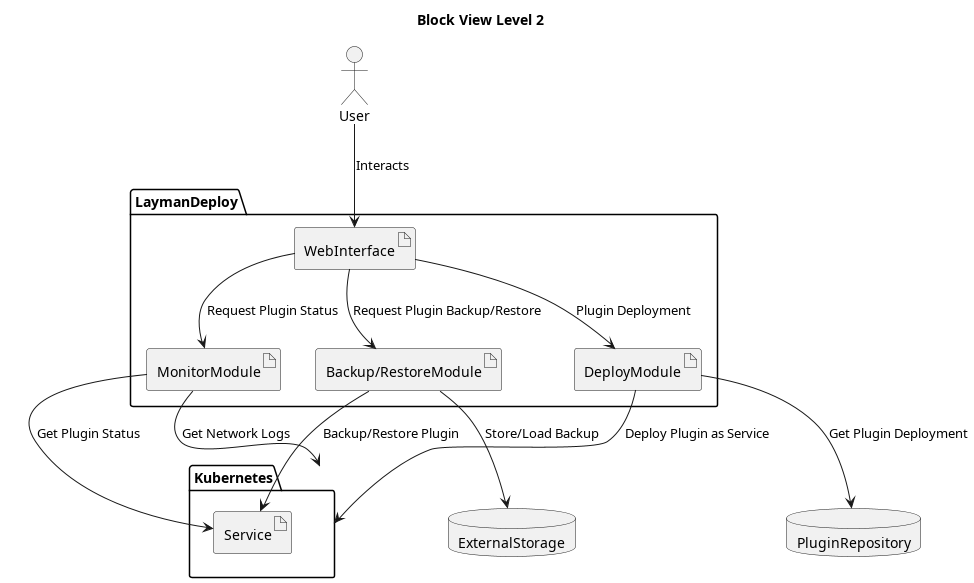 Block View Level 2
User
Interacts
LaymanDeploy
WebInterface
Request Plugin Status
Request Plugin Backup/Restore
Plugin Deployment
MonitorModule
Backup/RestoreModule
DeployModule
Get Plugin Status
Get Network Logs
Backup/Restore Plugin
Store/Load Backup
Deploy Plugin as Service
Get Plugin Deployment
Kubernetes
Service
ExternalStorage
PluginRepository